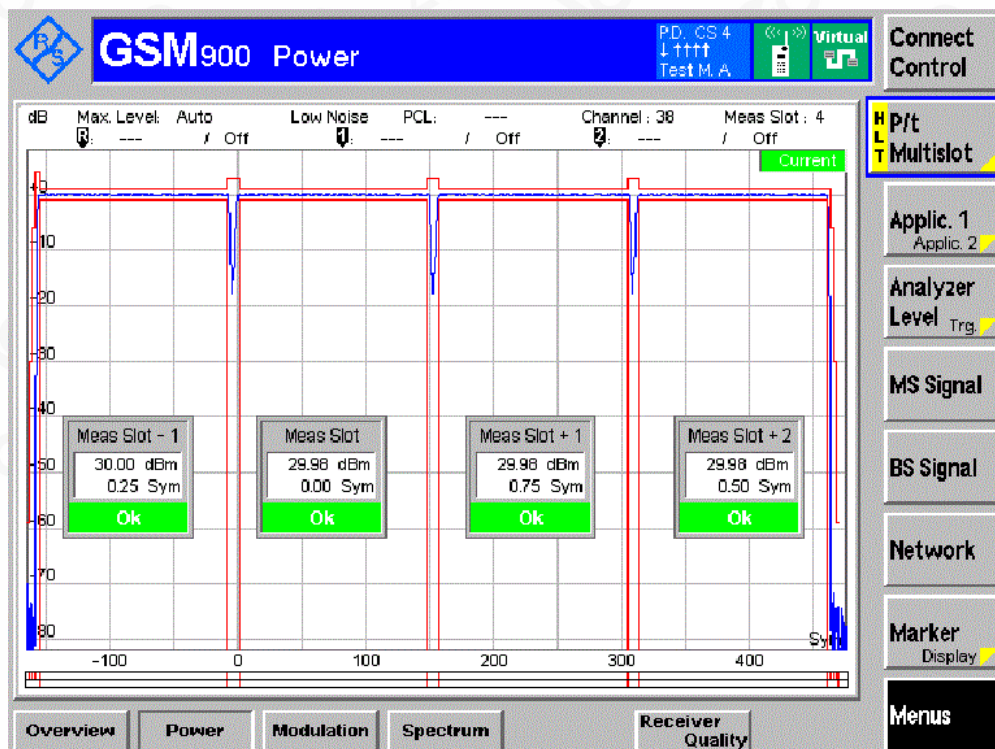 R/S
GSM900 Power
P.D. CS 4
↓ ↑↑↑↑
Test M. A
Virtual
Connect Control
dB Max. Level: Auto Low Noise PCL: --- Channel : 38 Meas Slot : 4
R: --- / Off 1: --- / Off 2: --- / Off
Current
HLT P/t Multislot
+0
-10
-20
-30
-40
-50
-60
-70
-80
Meas Slot - 1
30.00 dBm
0.25 Sym
Ok
Meas Slot
29.98 dBm
0.00 Sym
Ok
Meas Slot + 1
29.98 dBm
0.75 Sym
Ok
Meas Slot + 2
29.98 dBm
0.50 Sym
Ok
-100 0 100 200 300 400
Applic. 1
Applic. 2
Analyzer
Level Trg.
MS Signal
BS Signal
Network
Marker
Display
Menus
Overview Power Modulation Spectrum Receiver Quality